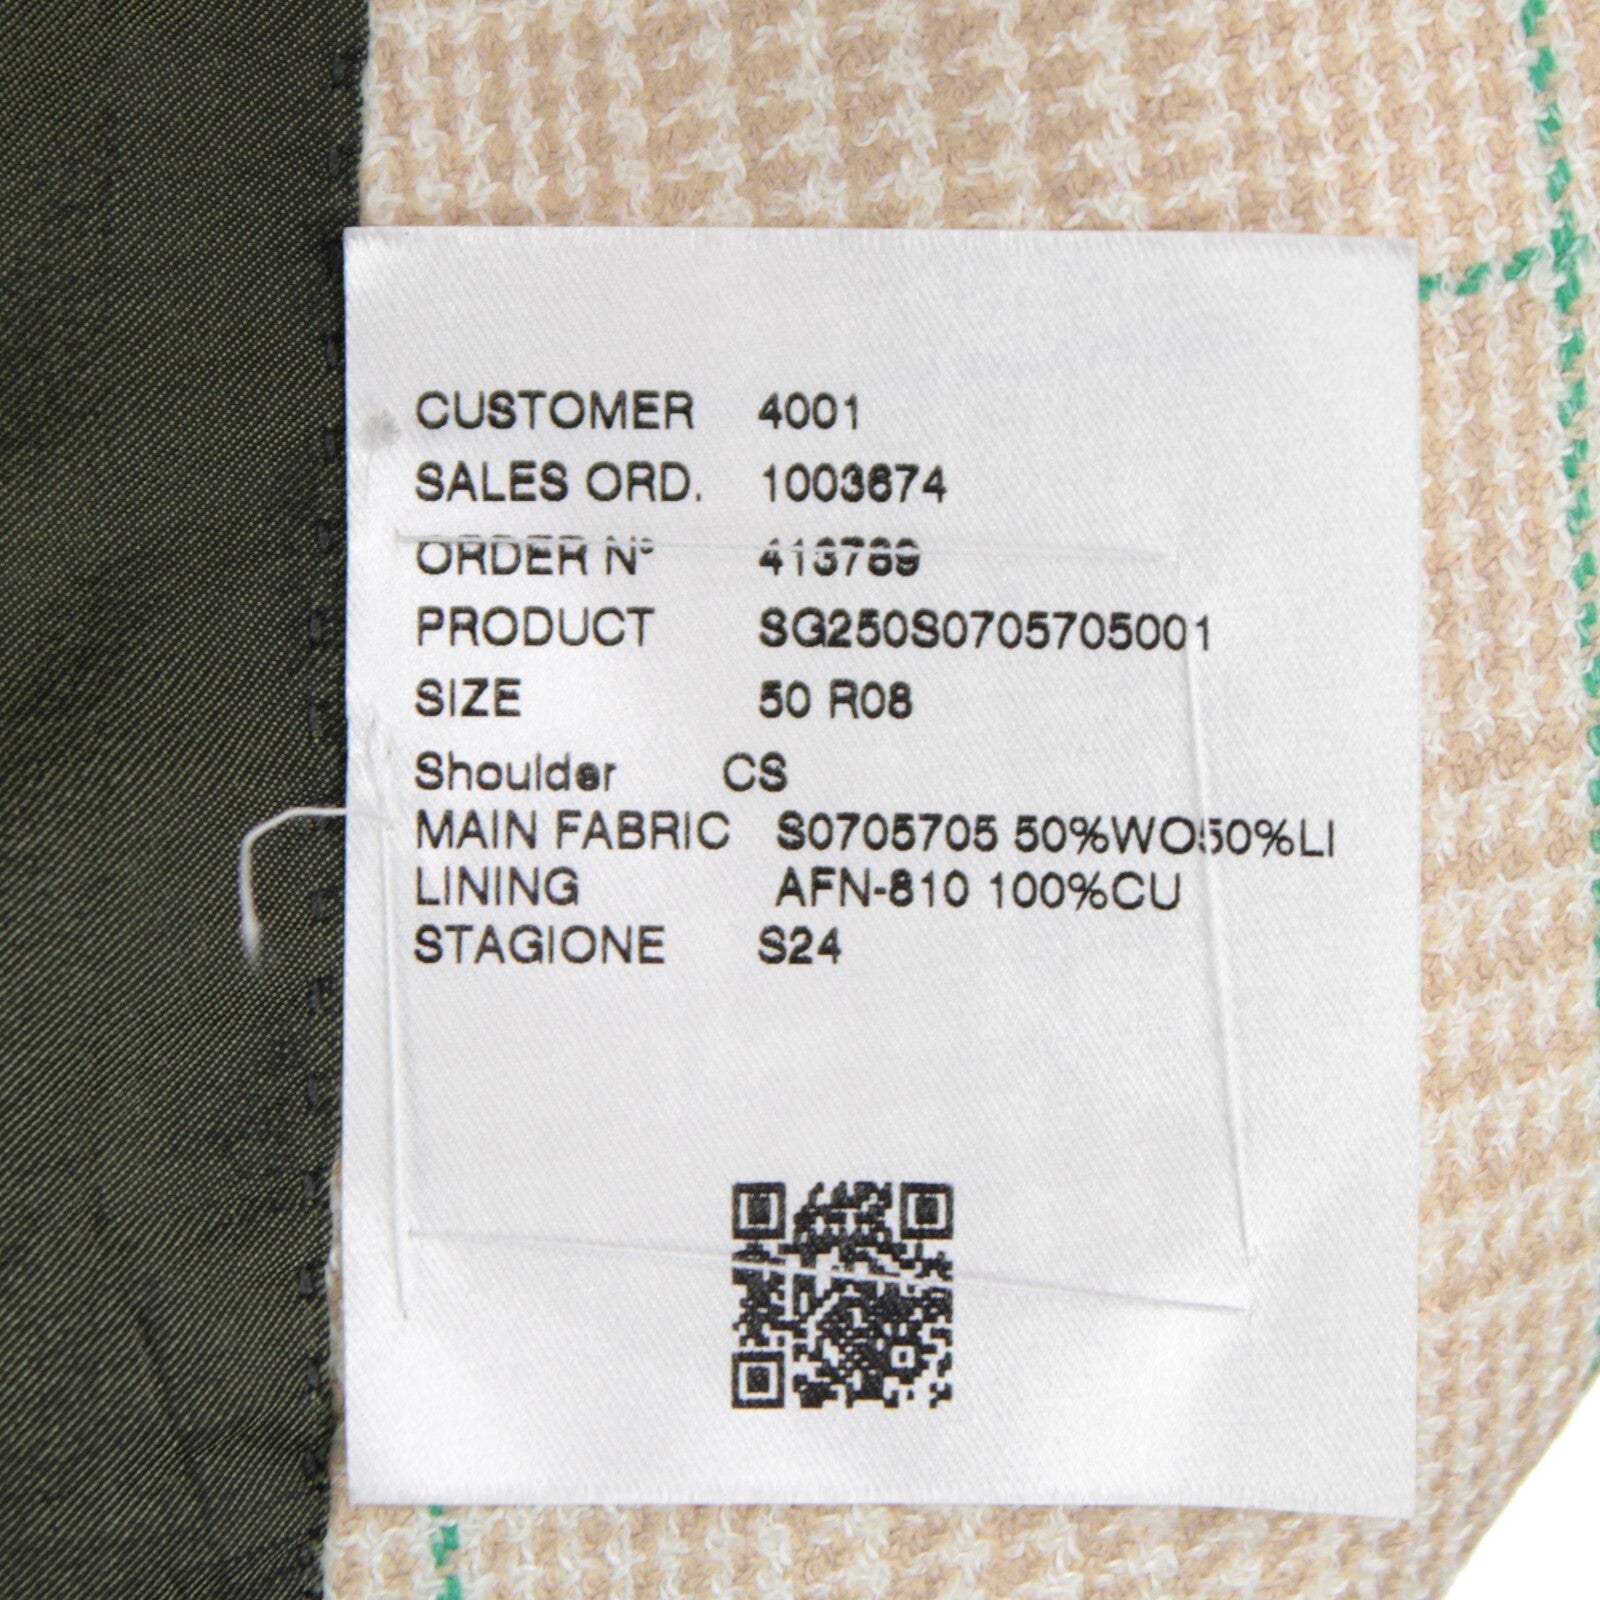 CUSTOMER 4001
SALES ORD. 1003674
ORDER N° 413789
PRODUCT SG250S0705705001
SIZE 50 R08
Shoulder CS
MAIN FABRIC S0705705 50%WO50%LI
LINING AFN-810 100%CU
STAGIONE S24